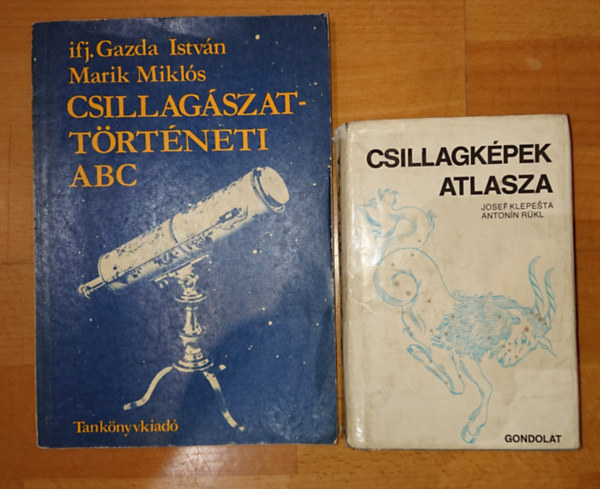 ifj. Gazda István
Marik Miklós
CSILLAGÁSZAT-
TÖRTÉNETI
ABC
Tankönyvkiadó
CSILLAGKÉPEK
ATLASZA
JOSEF KLEPEŠTA
ANTONÍN RÜKL
GONDOLAT